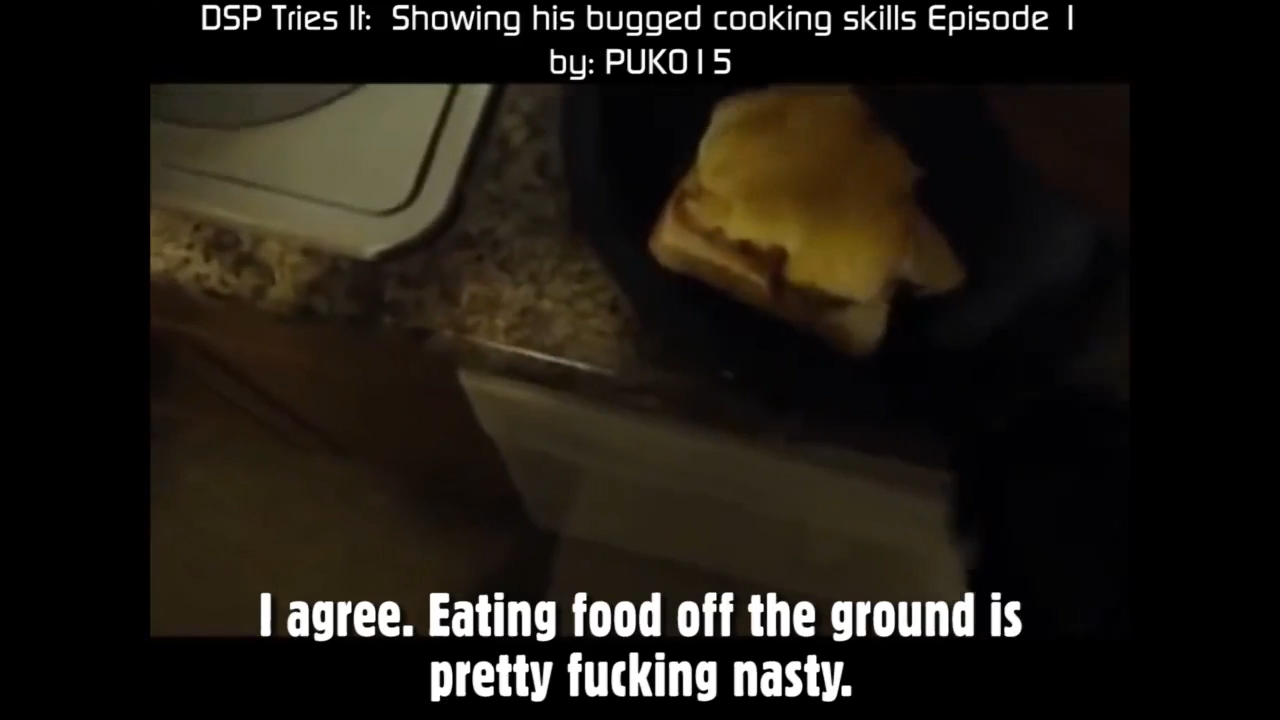 DSP Tries It: Showing his bugged cooking skills Episode 1
by: PUKO15
I agree. Eating food off the ground is
pretty fucking nasty.